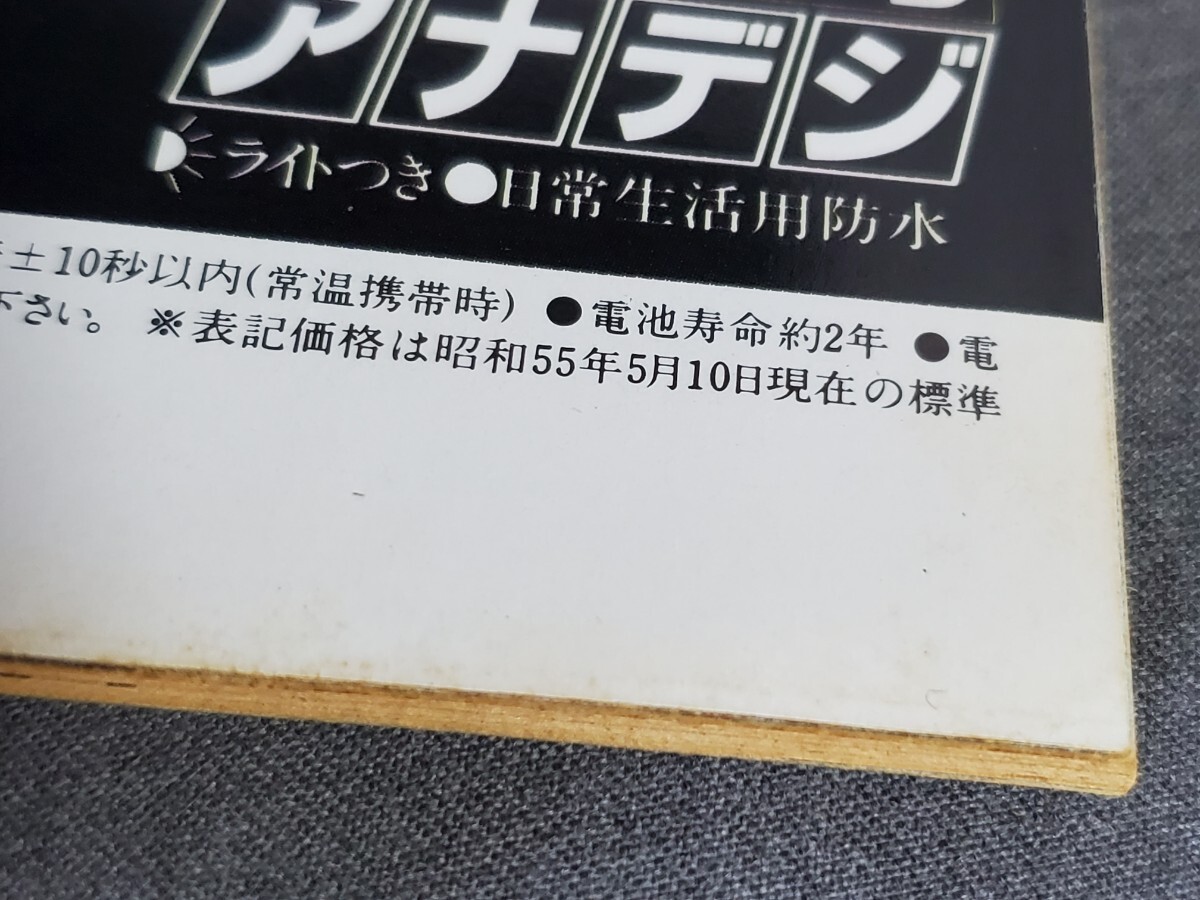 アナデジ
ライトつき●日常生活用防水
±10秒以内(常温携帯時) ●電池寿命約2年 ●電
下さい。 ※表記価格は昭和55年5月10日現在の標準